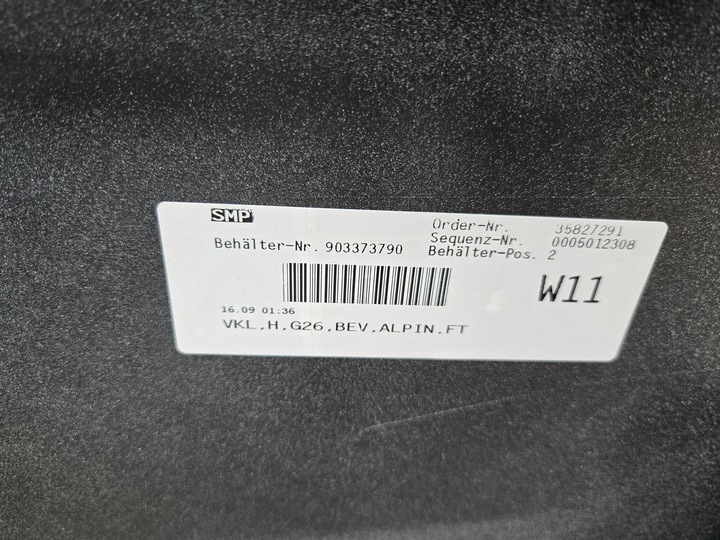 SMP
Order-Nr. 35827291
Sequenz-Nr. 0005012308
Behälter-Nr. 903373790 Behälter-Pos. 2
W11
16.09 01:36
VKL,H,G26,BEV,ALPIN,FT